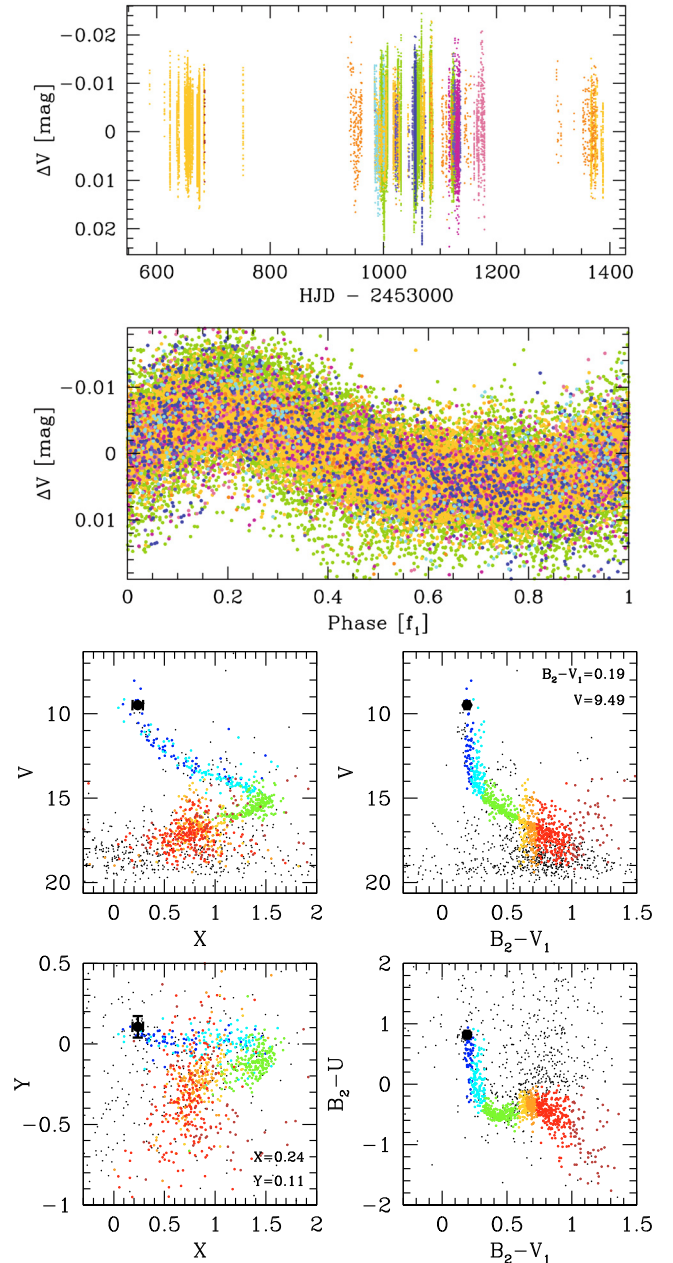 -0.02
-0.01
0
0.01
0.02
ΔV [mag]
600 800 1000 1200 1400
HJD − 2453000
-0.01
0
0.01
ΔV [mag]
0 0.2 0.4 0.6 0.8 1
Phase [f₁]
10
15
20
V
0 0.5 1 1.5 2
X
B₂−V₁=0.19
V=9.49
10
15
20
V
0 0.5 1 1.5
B₂−V₁
0.5
0
-0.5
-1
Y
X=0.24
Y=0.11
0 0.5 1 1.5 2
X
2
1
0
-1
-2
B₂−U
0 0.5 1 1.5
B₂−V₁